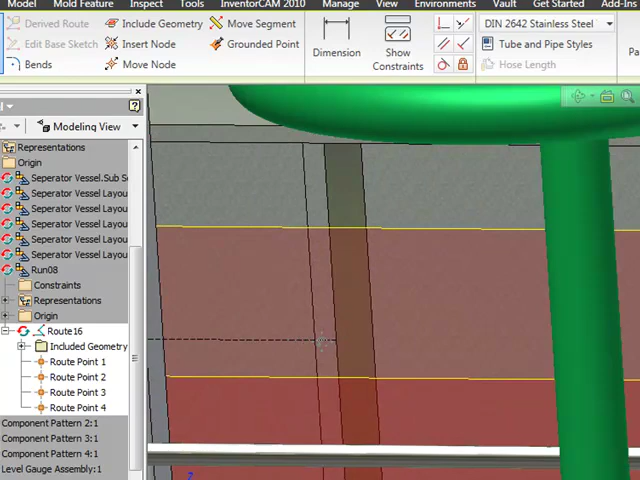 Model Mold Feature Inspect Tools InventorCAM 2010 Manage View Environments Vault Get Started Add-Ins
Derived Route Include Geometry Move Segment DIN 2642 Stainless Steel
Edit Base Sketch Insert Node Grounded Point Dimension Show Constraints Tube and Pipe Styles
Bends Move Node Hose Length Pa
Modeling View
Representations
Origin
Seperator Vessel.Sub S
Seperator Vessel Layou
Seperator Vessel Layou
Seperator Vessel Layou
Seperator Vessel Layou
Seperator Vessel Layou
Run08
Constraints
Representations
Origin
Route16
Included Geometry
Route Point 1
Route Point 2
Route Point 3
Route Point 4
Component Pattern 2:1
Component Pattern 3:1
Component Pattern 4:1
Level Gauge Assembly:1
Z